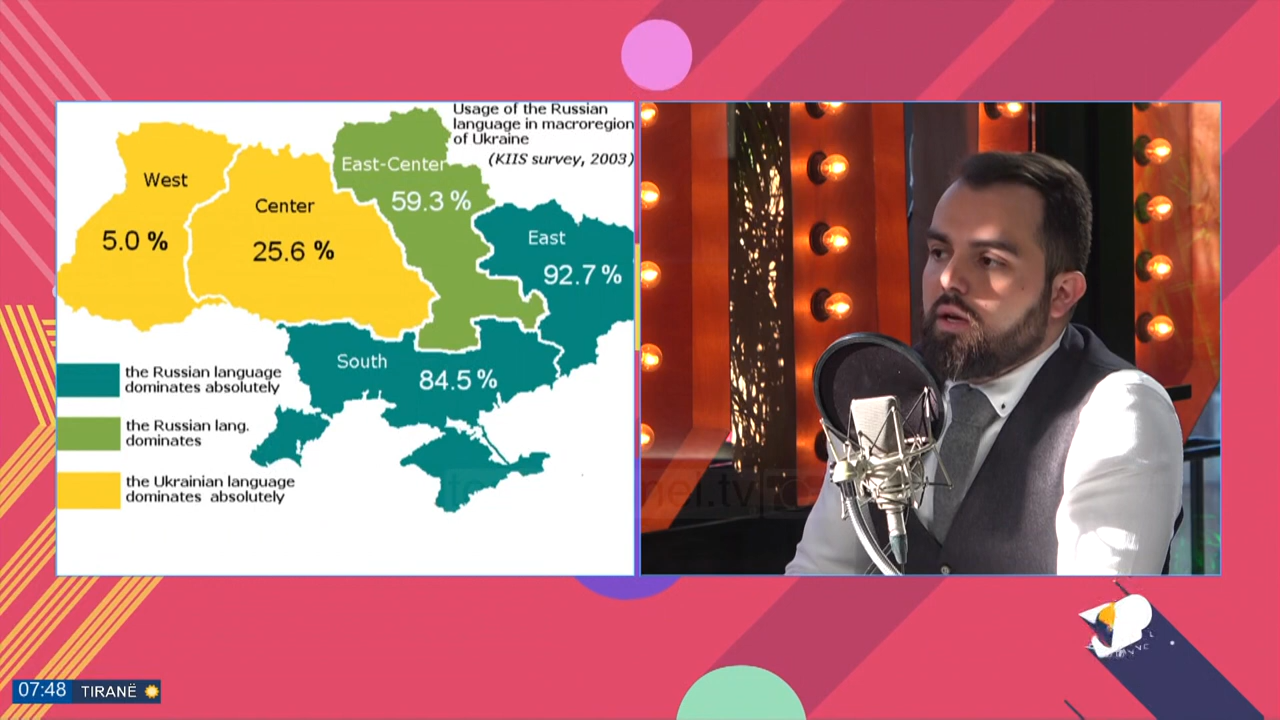 Usage of the Russian
language in macroregion
of Ukraine
(KIIS survey, 2003)
East-Center
59.3 %
West
5.0 %
Center
25.6 %
East
92.7 %
South
84.5 %
the Russian language
dominates absolutely
the Russian lang.
dominates
the Ukrainian language
dominates absolutely
07:48 TIRANË